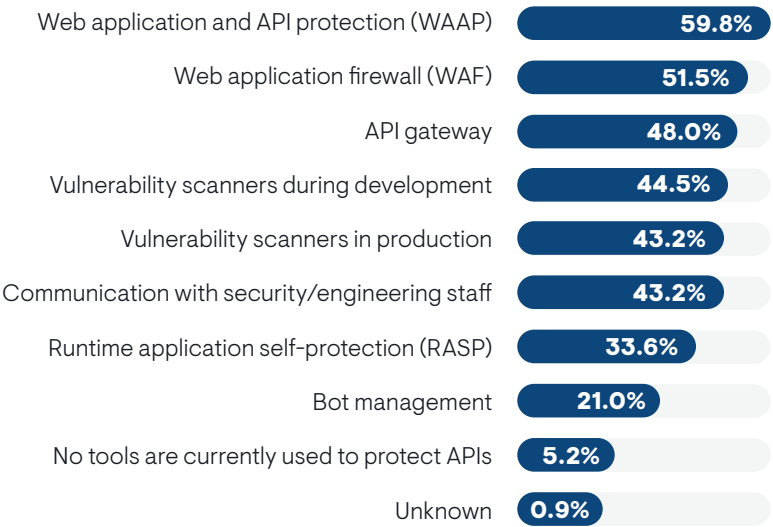 Web application and API protection (WAAP) 59.8%
Web application firewall (WAF) 51.5%
API gateway 48.0%
Vulnerability scanners during development 44.5%
Vulnerability scanners in production 43.2%
Communication with security/engineering staff 43.2%
Runtime application self-protection (RASP) 33.6%
Bot management 21.0%
No tools are currently used to protect APIs 5.2%
Unknown 0.9%